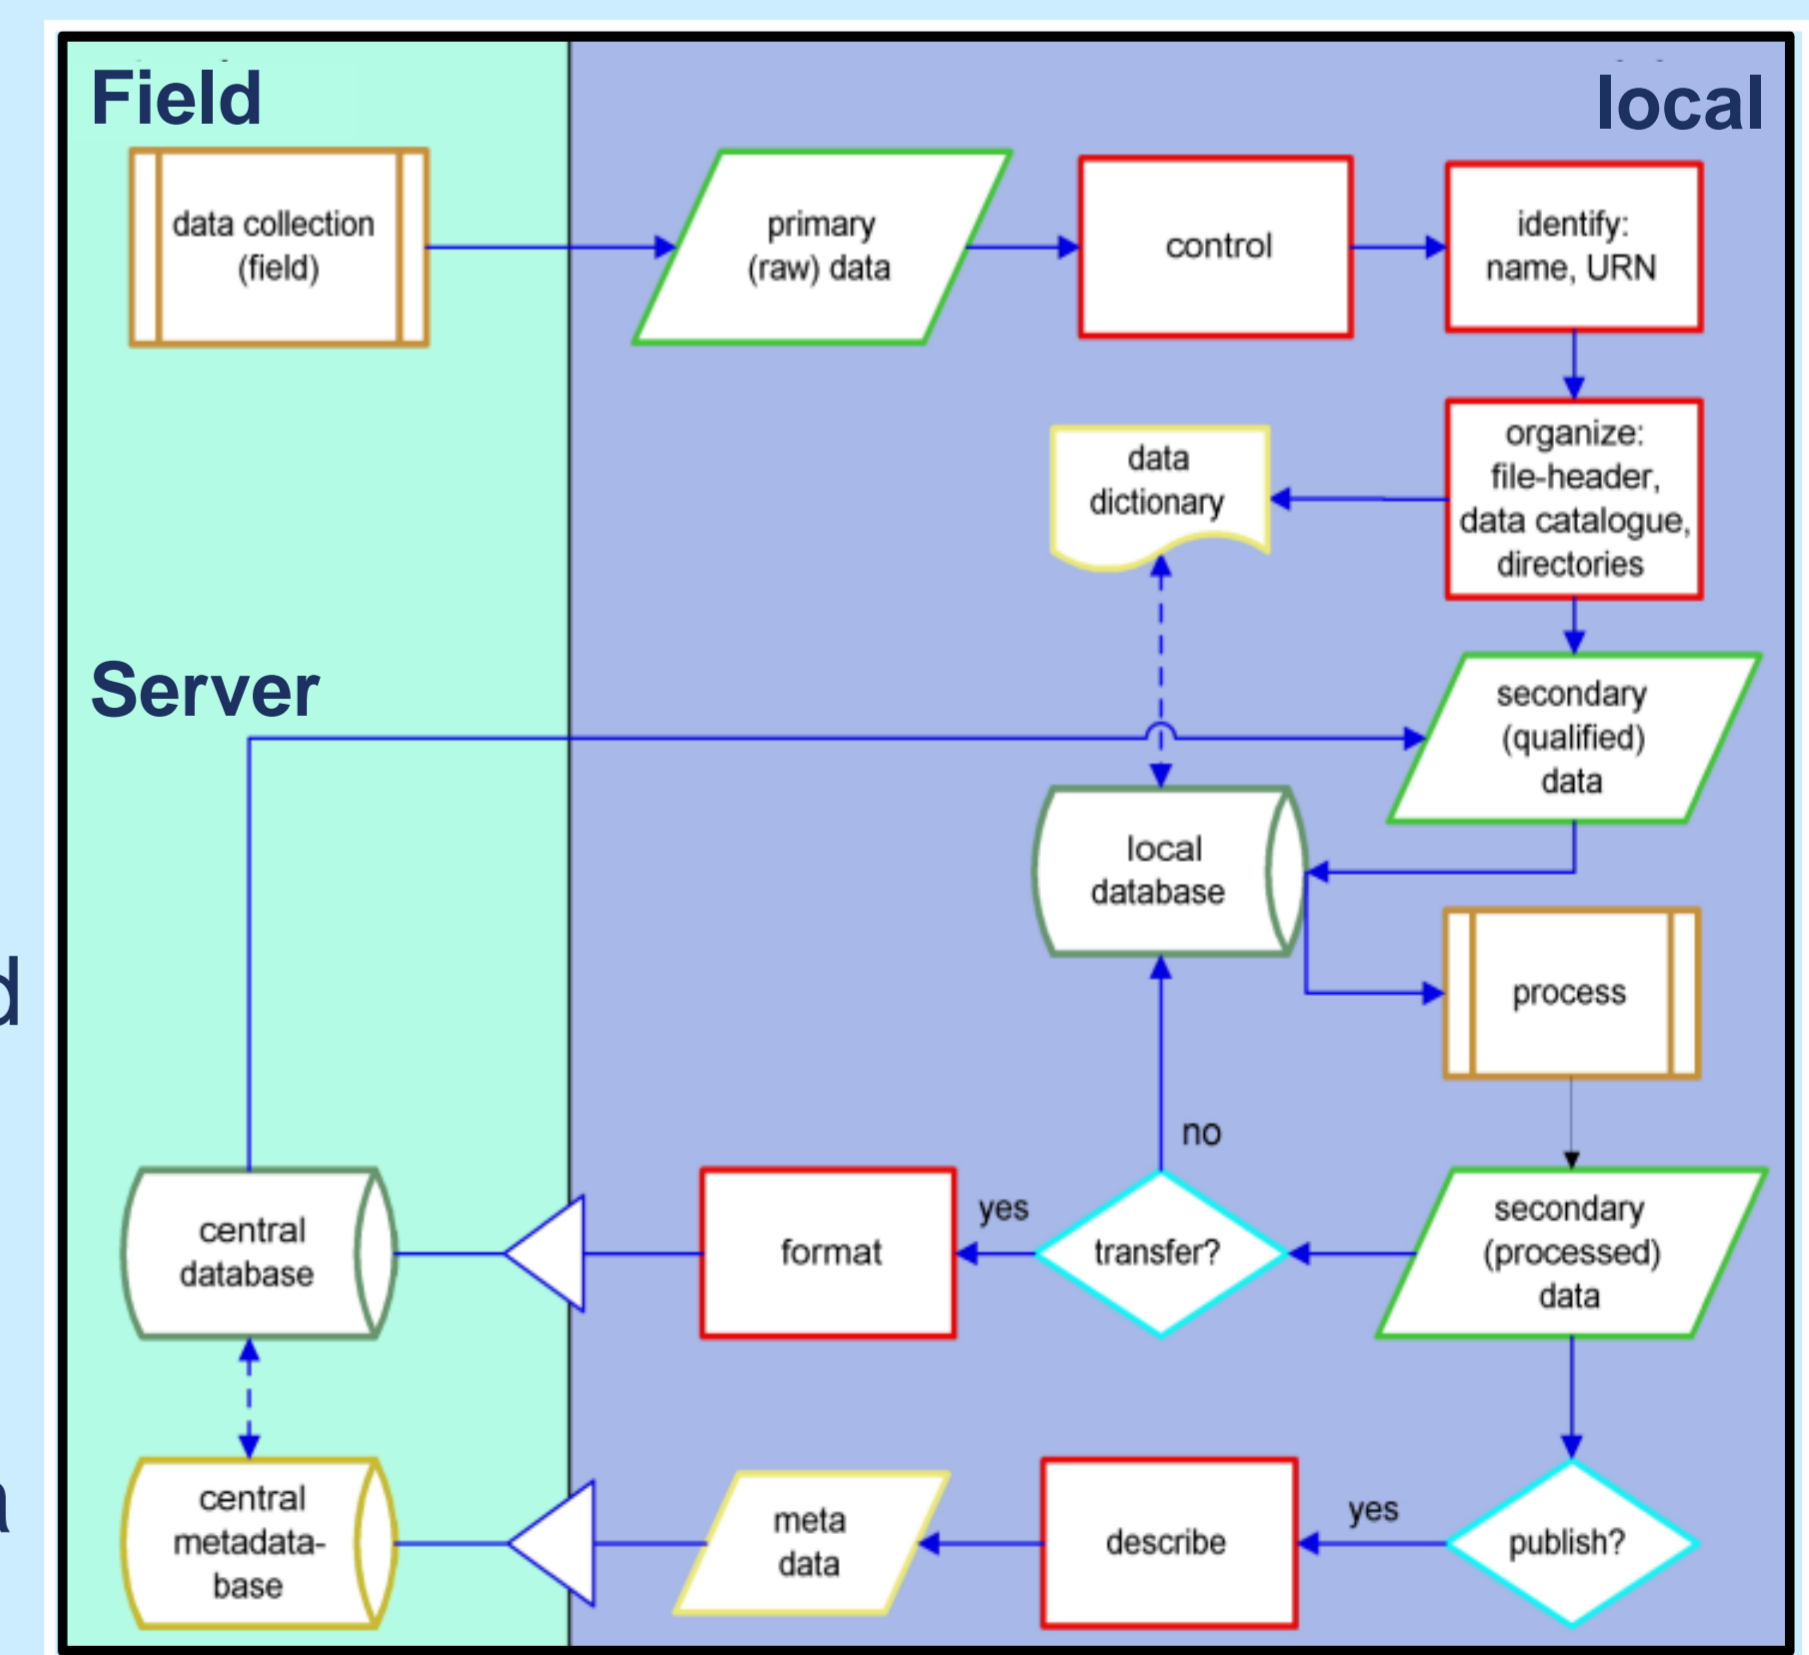 Field
local
data collection
(field)
primary
(raw) data
control
identify:
name, URN
organize:
file-header,
data catalogue,
directories
data
dictionary
Server
secondary
(qualified)
data
local
database
d
process
no
central
database
format
yes
transfer?
secondary
(processed)
data
a
central
metadata-
base
meta
data
describe
yes
publish?